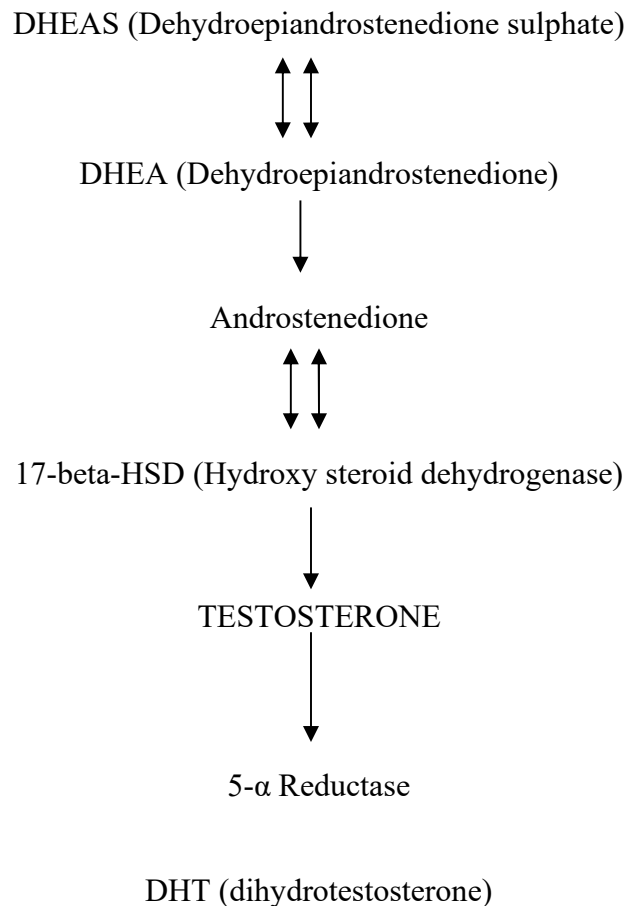 DHEAS (Dehydroepiandrostenedione sulphate)
DHEA (Dehydroepiandrostenedione)
Androstenedione
17-beta-HSD (Hydroxy steroid dehydrogenase)
TESTOSTERONE
5-α Reductase
DHT (dihydrotestosterone)